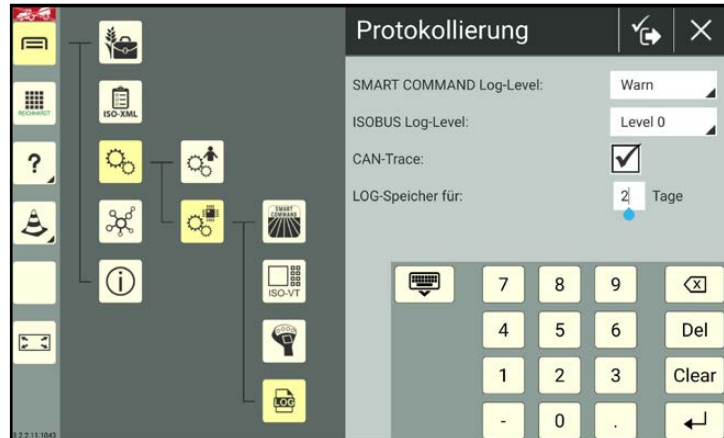 Protokollierung
SMART COMMAND Log-Level:
Warn
ISOBUS Log-Level:
Level 0
CAN-Trace:
LOG-Speicher für:
2 Tage
REICHHARDT
ISO-XML
?
SMART
COMMAND
ISO-VT
LOG
7 8 9
4 5 6 Del
1 2 3 Clear
- 0 .